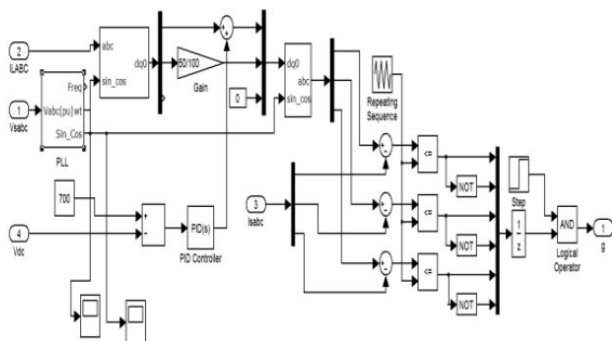 2
ILABC
abc
dq0
sin_cos
50/100
Gain
0
dq0
abc
sin_cos
Repeating
Sequence
1
Vsabc
Freq
Vabc(pu)
wt
Sin_Cos
PLL
700
4
Vdc
PID(s)
PID Controller
3
Isabc
<=
NOT
<=
NOT
<=
NOT
Step
1
z
AND
Logical
Operator
1
g